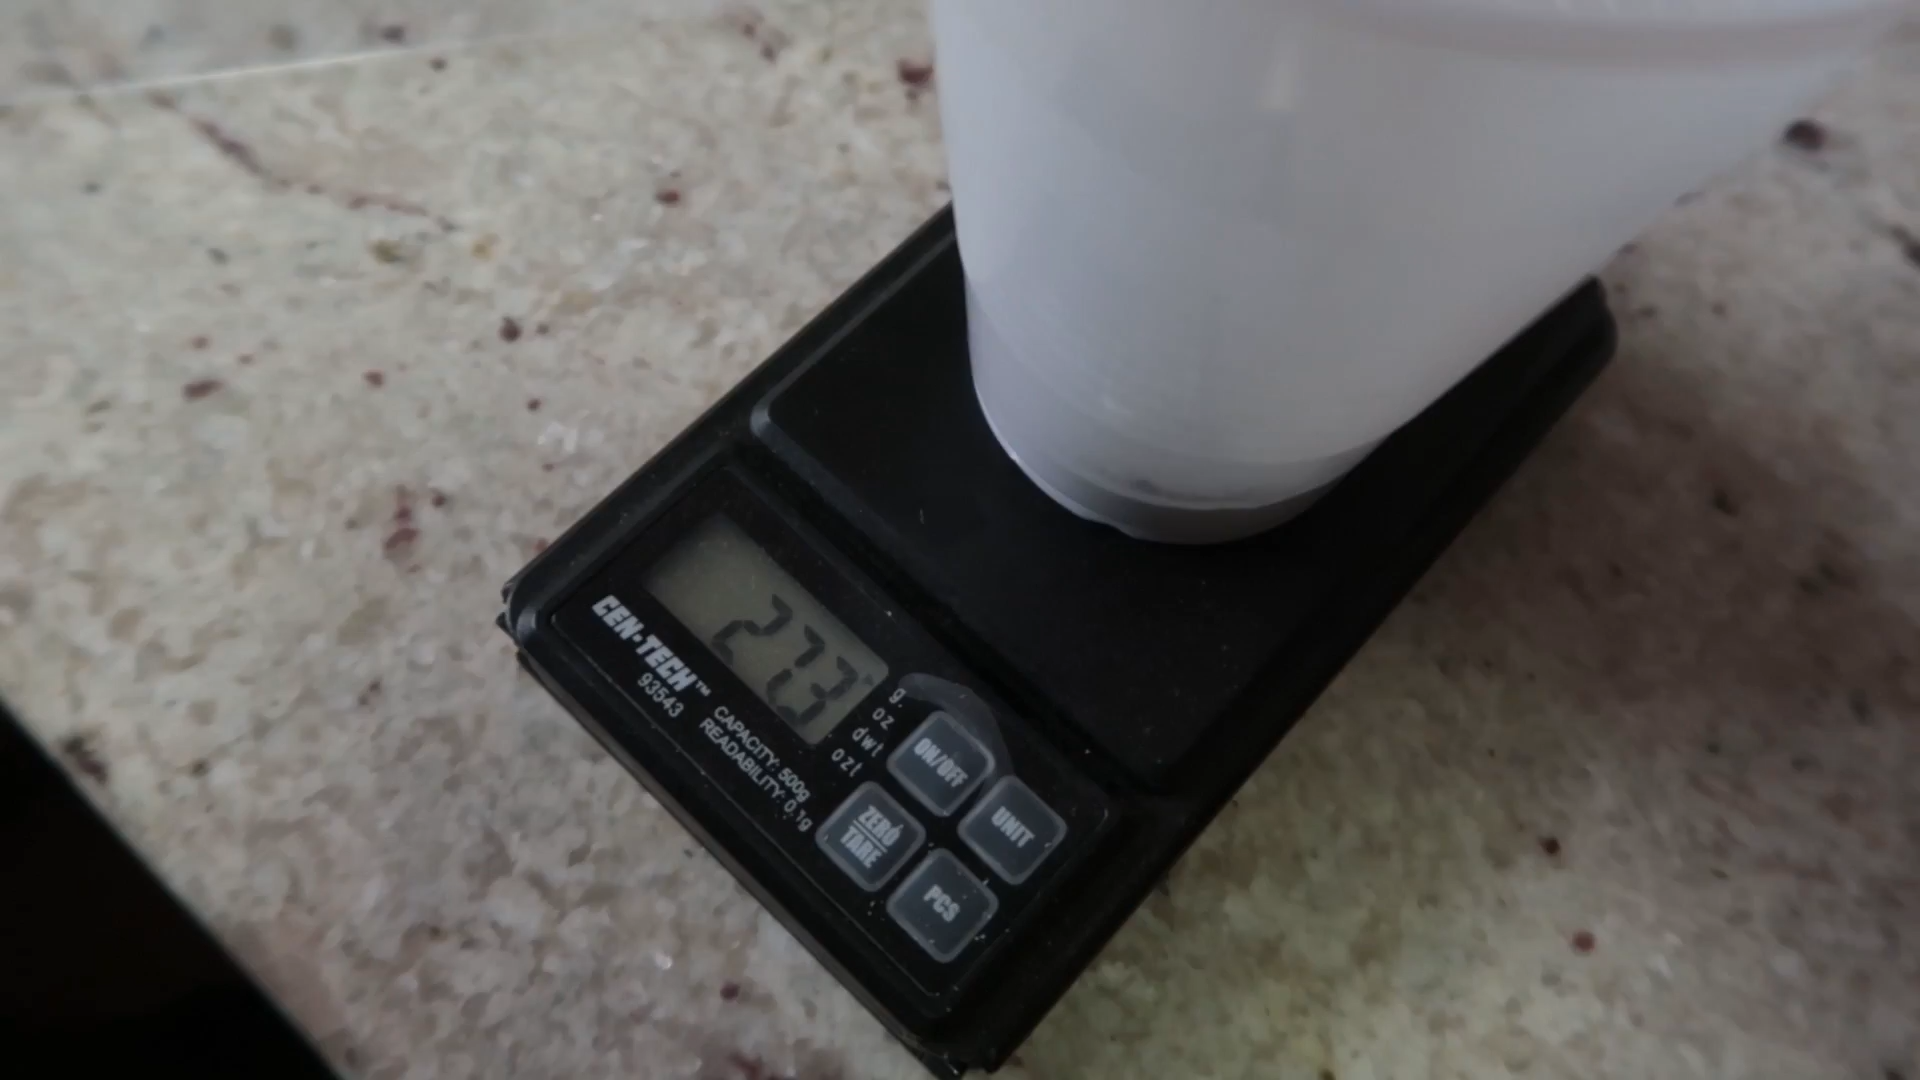 273
CEN-TECH™
93543
CAPACITY: 500g
READABILITY: 0.1g
g.
oz
dwt
ozt
ON/OFF
UNIT
ZERO
TARE
PCS